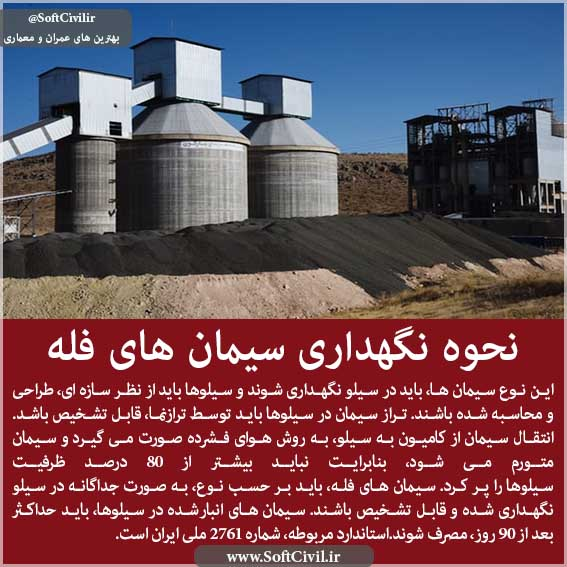 @SoftCivilir
بهترین های عمران و معماری
نحوه نگهداری سیمان های فله
این نوع سیمان ها، باید در سیلو نگهداری شوند و سیلوها باید از نظر سازه ای، طراحی
و محاسبه شده باشند. تراز سیمان در سیلوها باید توسط ترازنما، قابل تشخیص باشد.
انتقال سیمان از کامیون به سیلو، به روش هوای فشرده صورت می گیرد و سیمان
متورم می شود، بنابرایت نباید بیشتر از 80 درصد ظرفیت
سیلوها را پر کرد. سیمان های فله، باید بر حسب نوع، به صورت جداگانه در سیلو
نگهداری شده و قابل تشخیص باشند. سیمان های انبارشده در سیلوها، باید حداکثر
بعد از 90 روز، مصرف شوند.استاندارد مربوطه، شماره 2761 ملی ایران است.
www.SoftCivil.ir